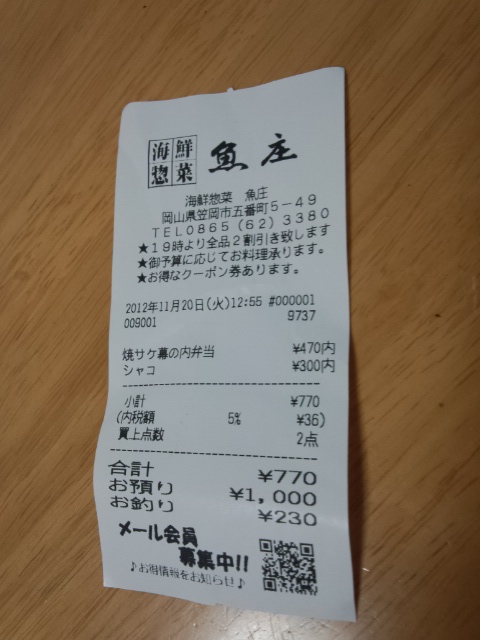 海鮮惣菜 魚庄
海鮮惣菜 魚庄
岡山県笠岡市五番町5-49
TEL0865(62)3380
★19時より全品2割引き致します
★御予算に応じてお料理承ります。
★お得なクーポン券あります。
2012年11月20日(火)12:55 #000001
009001 9737
焼サケ幕の内弁当 ¥470内
シャコ ¥300内
小計 ¥770
(内税額 5% ¥36)
買上点数 2点
合計 ¥770
お預り ¥1,000
お釣り ¥230
メール会員
募集中!!
♪お得情報をお知らせ♪